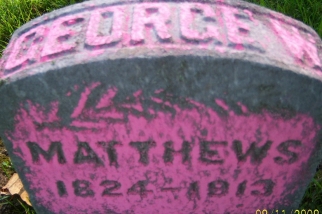 GEORGE W
MATTHEWS
1824-1913
09/11/2008